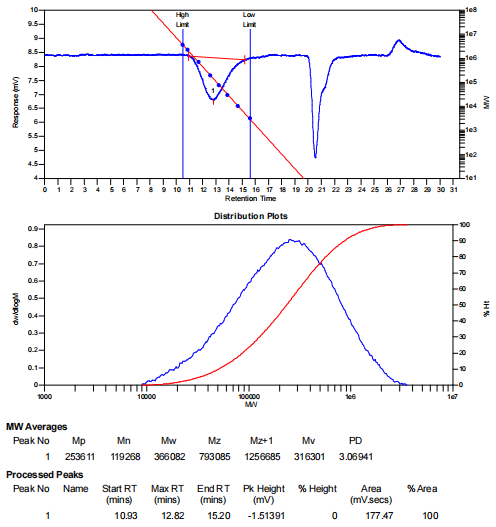 High Limit
Low Limit
10
9.5
9.0
8.5
8.0
7.5
7.0
6.5
6.0
5.5
5.0
4.5
4
Response (mV)
1
1e8
1e7
1e6
1e5
1e4
1e3
1e2
1e1
MW
0 1 2 3 4 5 6 7 8 9 10 11 12 13 14 15 16 17 18 19 20 21 22 23 24 25 26 27 28 29 30 31
Retention Time
Distribution Plots
0.9
0.8
0.7
0.6
0.5
0.4
0.3
0.2
0.1
0
dw/dlogM
100
90
80
70
60
50
40
30
20
10
0
% Ht
1000 10000 100000 1e6 1e7
MW
MW Averages
Peak No Mp Mn Mw Mz Mz+1 Mv PD
1 253611 119268 366082 793085 1256685 316301 3.06941
Processed Peaks
Peak No Name Start RT (mins) Max RT (mins) End RT (mins) Pk Height (mV) % Height Area (mV.secs) % Area
1 10.93 12.82 15.20 -1.51391 0 177.47 100